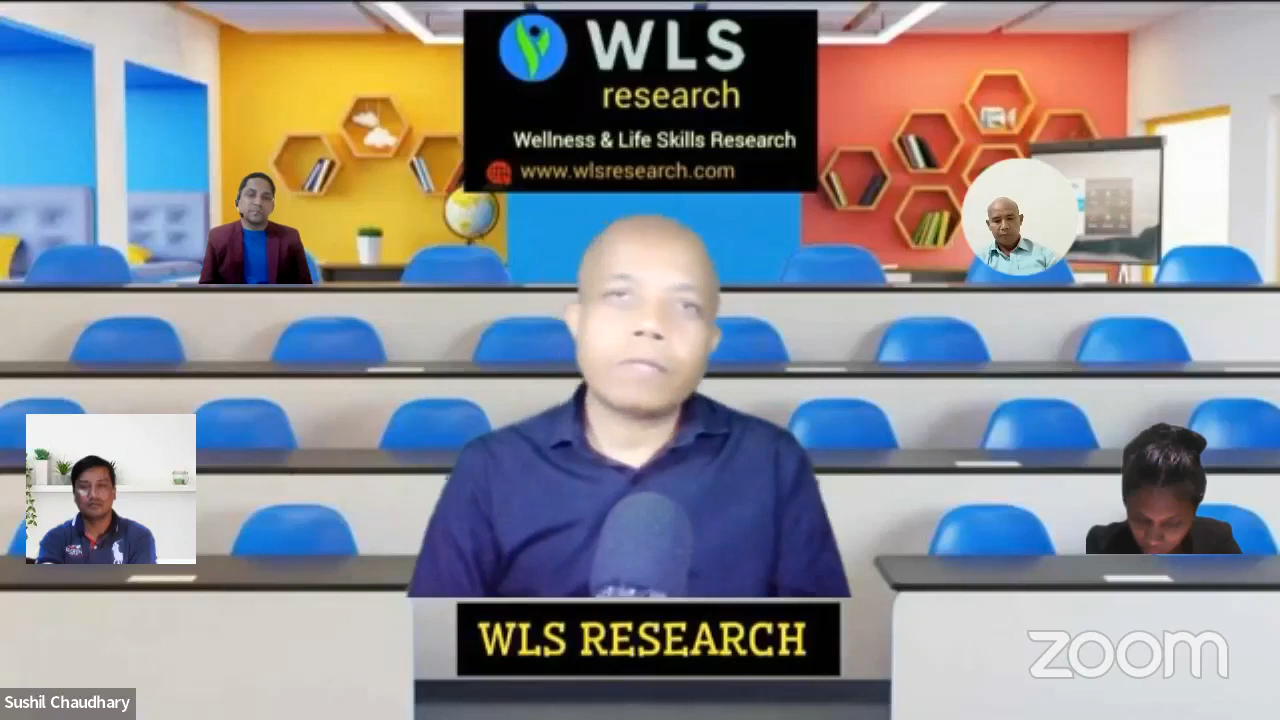 WLS
research
Wellness & Life Skills Research
www.wlsresearch.com
WLS RESEARCH
zoom
Sushil Chaudhary